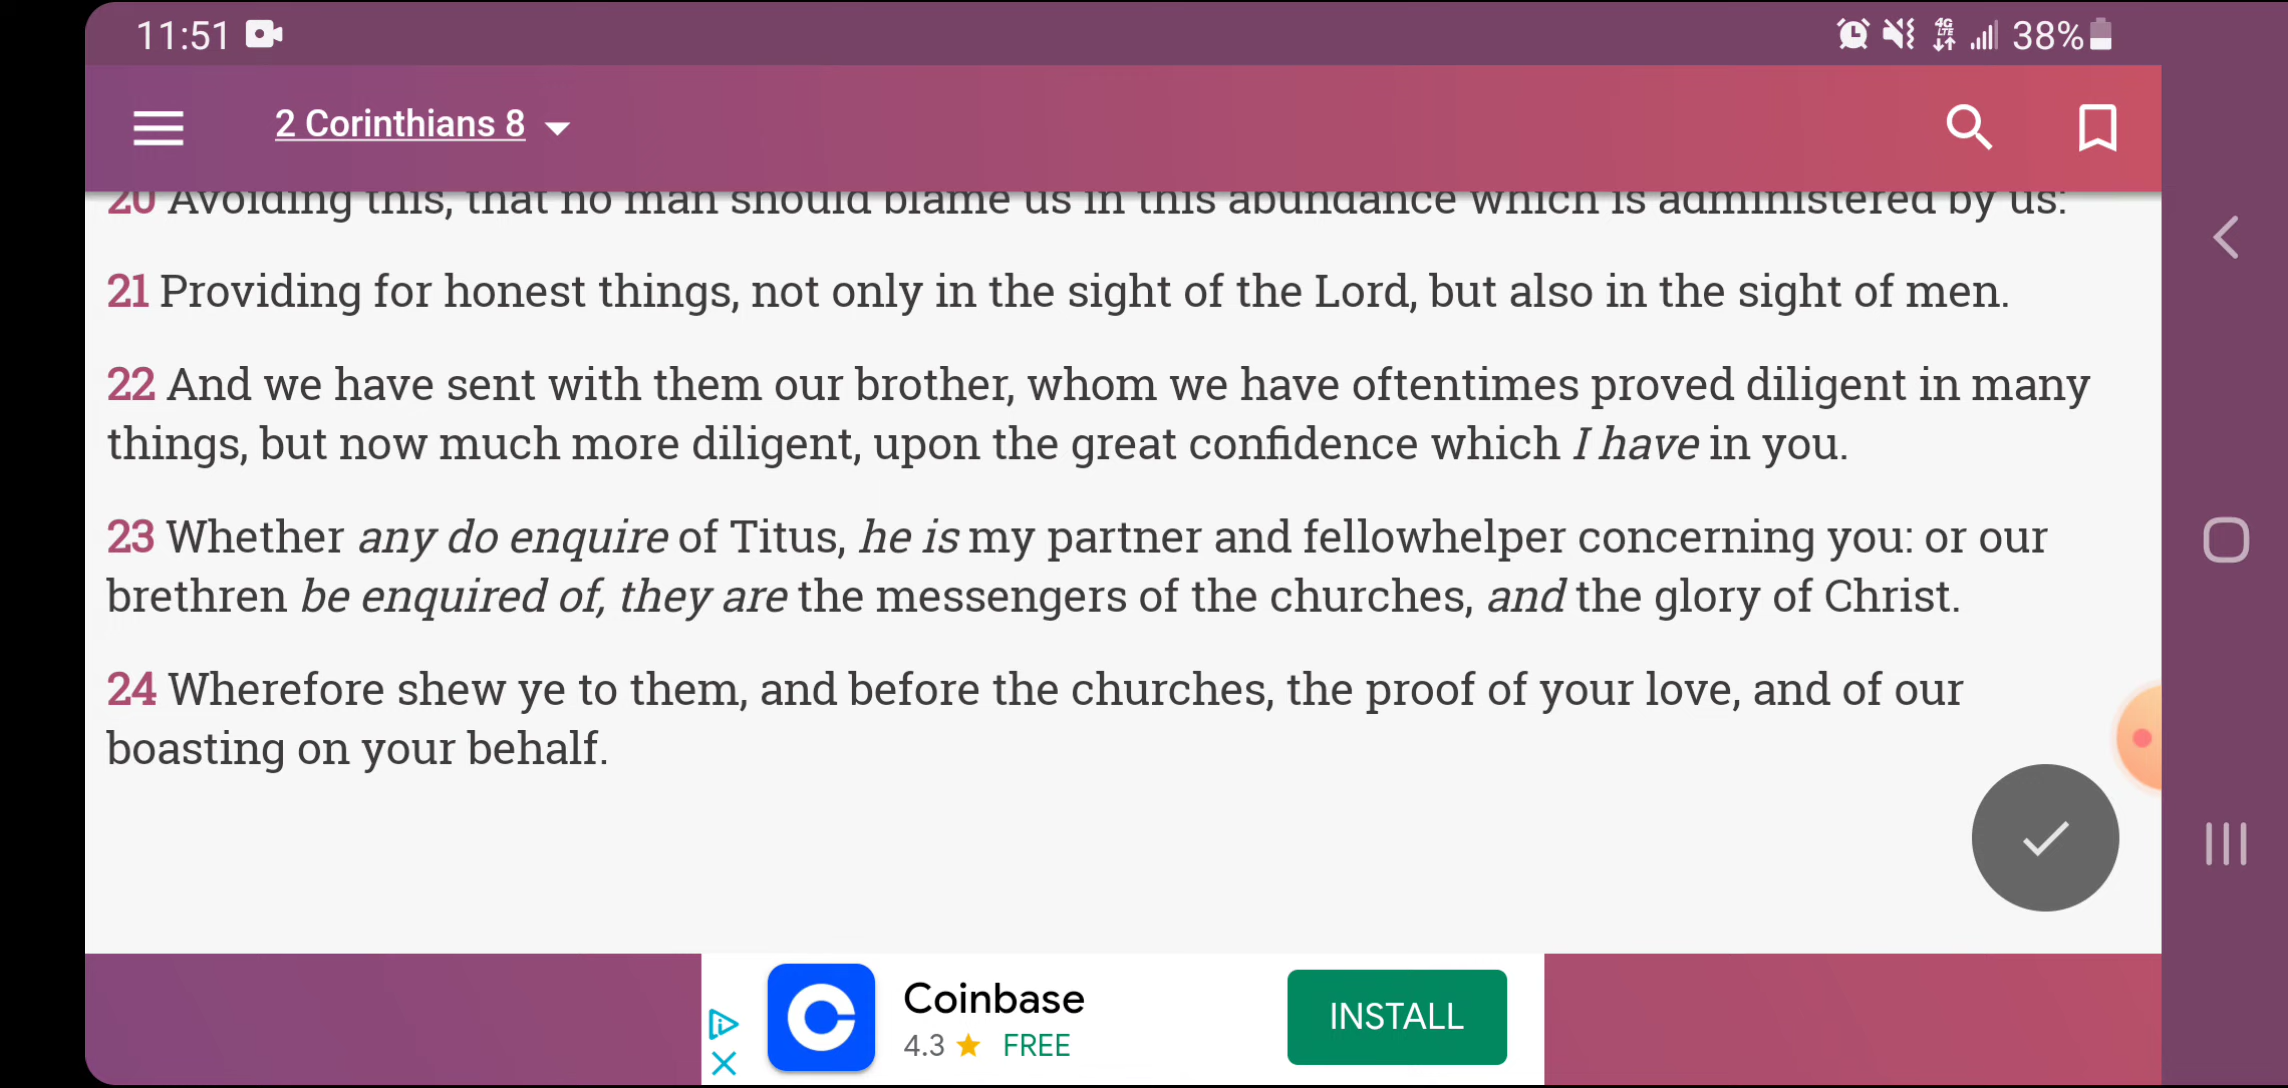 11:51
4G LTE 38%
2 Corinthians 8
20 Avoiding this, that no man should blame us in this abundance which is administered by us:
21 Providing for honest things, not only in the sight of the Lord, but also in the sight of men.
22 And we have sent with them our brother, whom we have oftentimes proved diligent in many
things, but now much more diligent, upon the great confidence which I have in you.
23 Whether any do enquire of Titus, he is my partner and fellowhelper concerning you: or our
brethren be enquired of, they are the messengers of the churches, and the glory of Christ.
24 Wherefore shew ye to them, and before the churches, the proof of your love, and of our
boasting on your behalf.
Coinbase
4.3 FREE
INSTALL